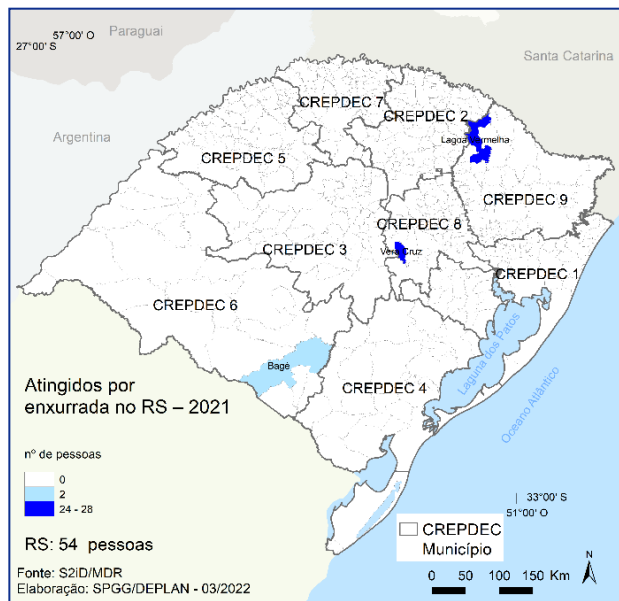 57°00' O
27°00' S
Paraguai
Santa Catarina
Argentina
CREPDEC 7
CREPDEC 2
Lagoa Vermelha
CREPDEC 5
CREPDEC 9
CREPDEC 8
CREPDEC 3
Vera Cruz
CREPDEC 1
CREPDEC 6
Laguna dos Patos
Bagé
CREPDEC 4
Oceano Atlântico
Atingidos por
enxurrada no RS – 2021
nº de pessoas
0
2
24 - 28
33°00' S
51°00' O
RS: 54 pessoas
CREPDEC
Município
N
Fonte: S2iD/MDR
Elaboração: SPGG/DEPLAN - 03/2022
0 50 100 150 Km